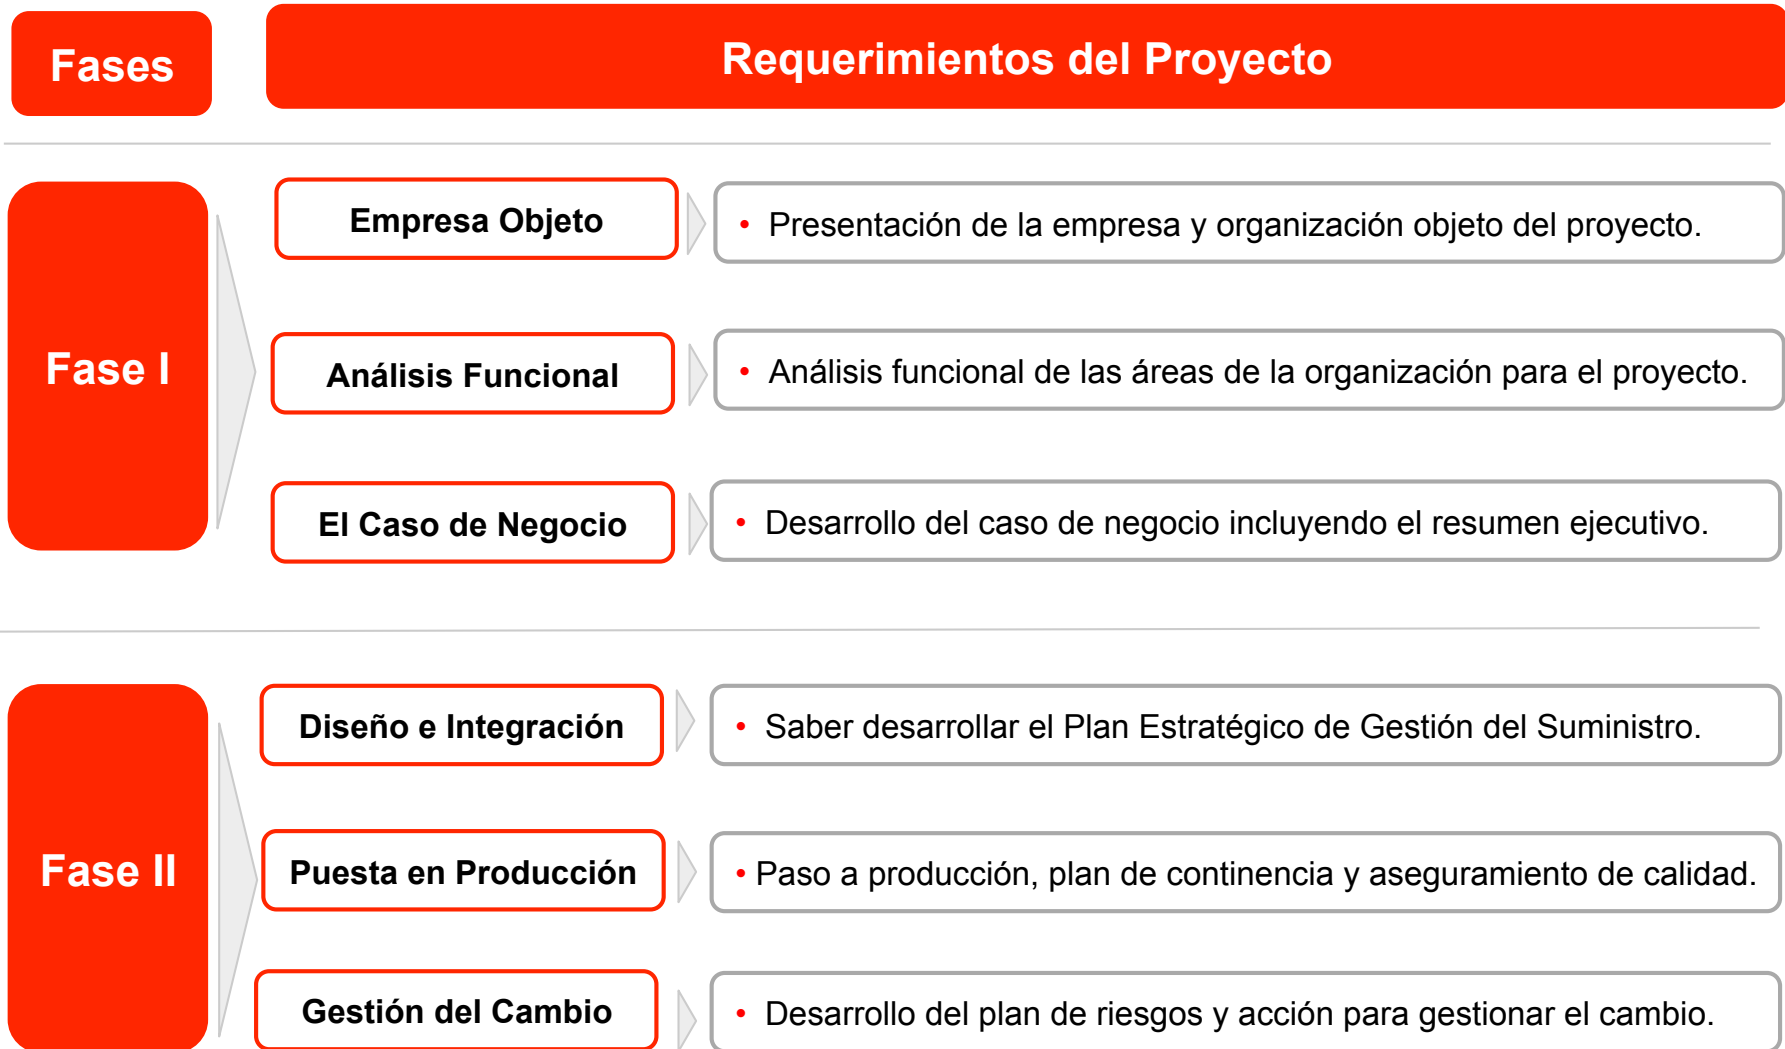 Fases
Requerimientos del Proyecto
Fase I
Empresa Objeto
• Presentación de la empresa y organización objeto del proyecto.
Análisis Funcional
• Análisis funcional de las áreas de la organización para el proyecto.
El Caso de Negocio
• Desarrollo del caso de negocio incluyendo el resumen ejecutivo.
Fase II
Diseño e Integración
• Saber desarrollar el Plan Estratégico de Gestión del Suministro.
Puesta en Producción
• Paso a producción, plan de continencia y aseguramiento de calidad.
Gestión del Cambio
• Desarrollo del plan de riesgos y acción para gestionar el cambio.